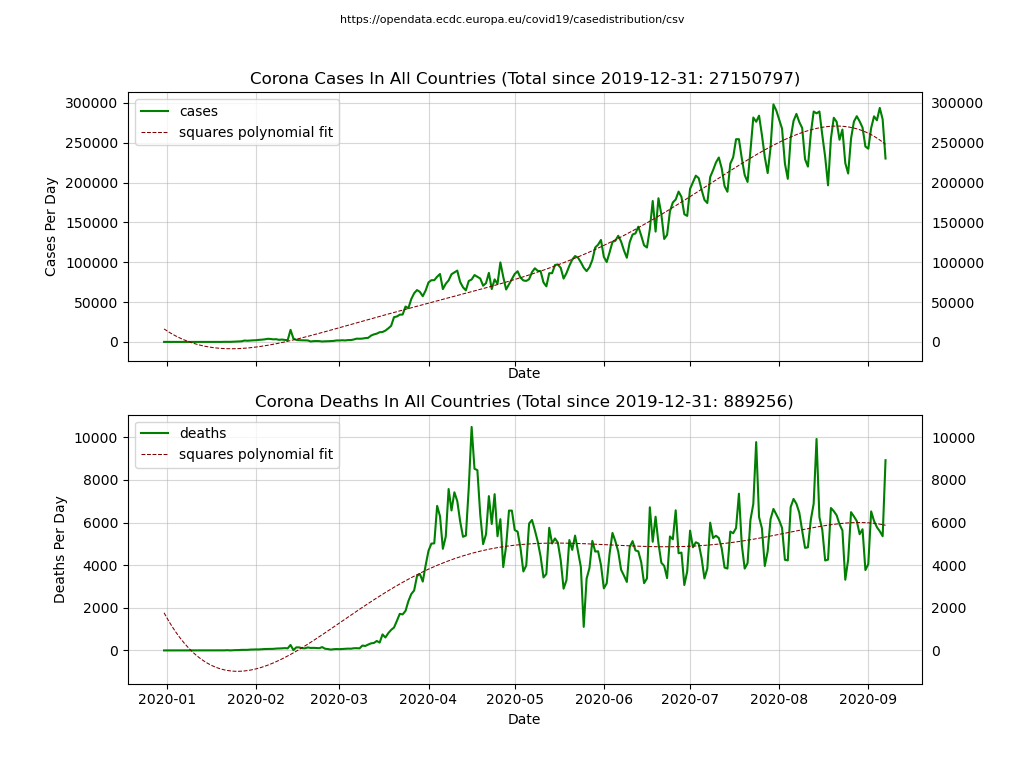 https://opendata.ecdc.europa.eu/covid19/casedistribution/csv
Corona Cases In All Countries (Total since 2019-12-31: 27150797)
cases
squares polynomial fit
Cases Per Day
300000
250000
200000
150000
100000
50000
0
300000
250000
200000
150000
100000
50000
0
Date
Corona Deaths In All Countries (Total since 2019-12-31: 889256)
deaths
squares polynomial fit
Deaths Per Day
10000
8000
6000
4000
2000
0
10000
8000
6000
4000
2000
0
2020-01 2020-02 2020-03 2020-04 2020-05 2020-06 2020-07 2020-08 2020-09
Date